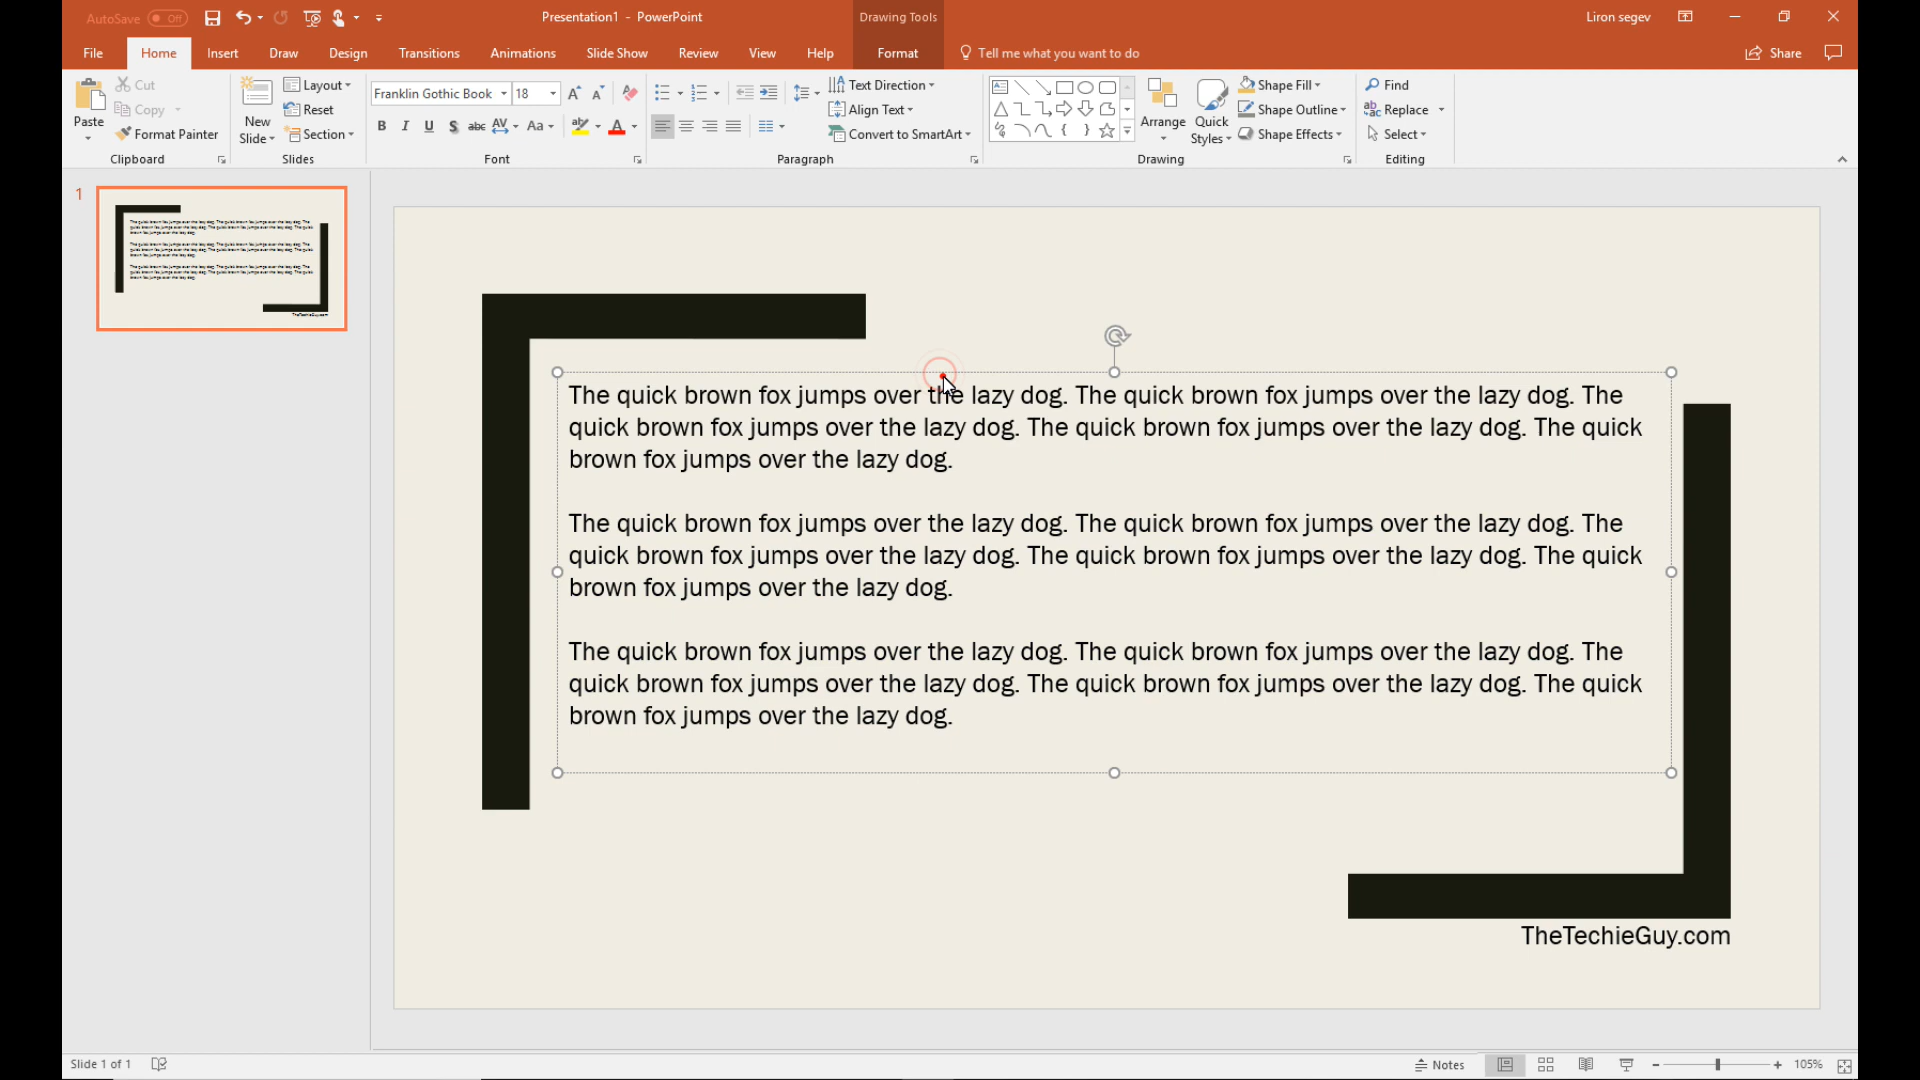 AutoSave Off
Presentation1 - PowerPoint
Drawing Tools
Liron segev
File Home Insert Draw Design Transitions Animations Slide Show Review View Help Format Tell me what you want to do Share
Paste
Cut
Copy
Format Painter
Clipboard
New Slide
Layout
Reset
Section
Slides
Franklin Gothic Book 18
B I U S abc AV Aa
A
Font
Text Direction
Align Text
Convert to SmartArt
Paragraph
Arrange
Quick Styles
Shape Fill
Shape Outline
Shape Effects
Drawing
Find
Replace
Select
Editing
1
The quick brown fox jumps over the lazy dog. The quick brown fox jumps over the lazy dog. The
quick brown fox jumps over the lazy dog. The quick brown fox jumps over the lazy dog. The quick
brown fox jumps over the lazy dog.
The quick brown fox jumps over the lazy dog. The quick brown fox jumps over the lazy dog. The
quick brown fox jumps over the lazy dog. The quick brown fox jumps over the lazy dog. The quick
brown fox jumps over the lazy dog.
The quick brown fox jumps over the lazy dog. The quick brown fox jumps over the lazy dog. The
quick brown fox jumps over the lazy dog. The quick brown fox jumps over the lazy dog. The quick
brown fox jumps over the lazy dog.
TheTechieGuy.com
Slide 1 of 1
Notes
105%